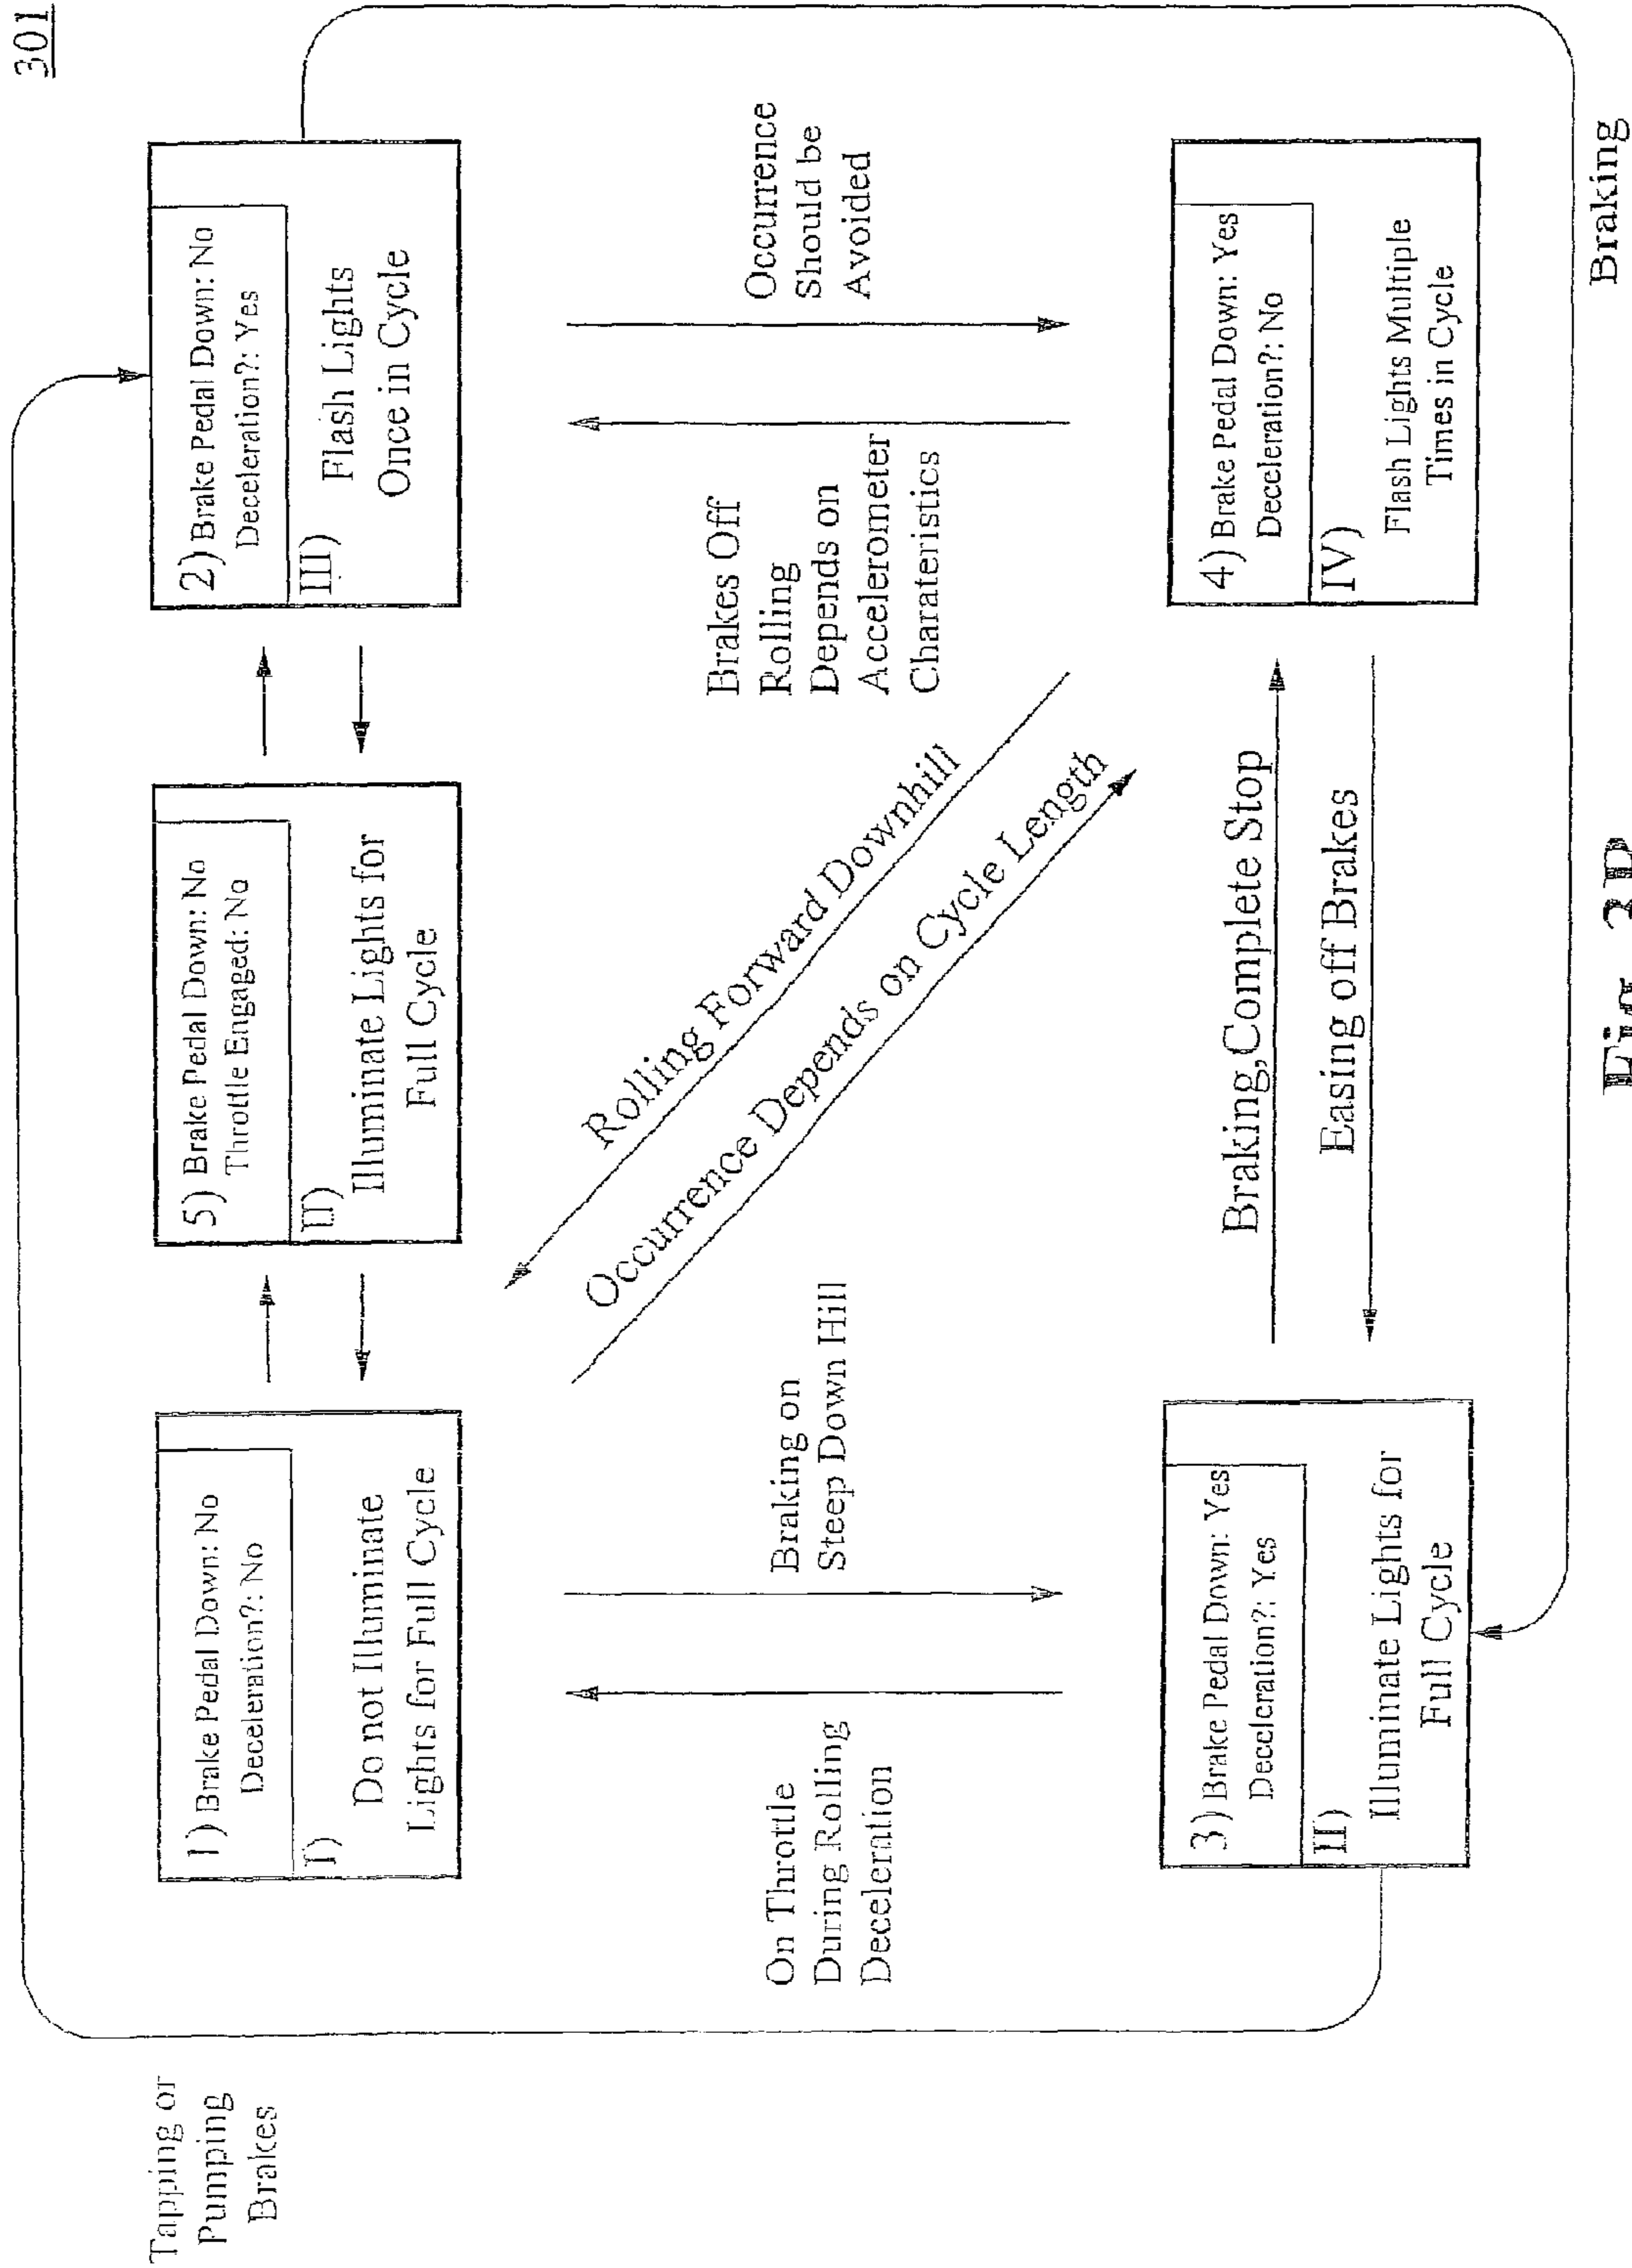 301
Tapping or
Pumping
Brakes
1) Brake Pedal Down: No
Deceleration?: No
I)
Do not Illuminate
Lights for Full Cycle
5) Brake Pedal Down: No
Throttle Engaged: No
II)
Illuminate Lights for
Full Cycle
2) Brake Pedal Down: No
Deceleration?: Yes
III)
Flash Lights
Once in Cycle
On Throttle
During Rolling
Deceleration
Braking on
Steep Down Hill
Rolling Forward Downhill
Occurrence Depends on Cycle Length
Brakes Off
Rolling
Depends on
Accelerometer
Charateristics
Occurrence
Should be
Avoided
3) Brake Pedal Down: Yes
Deceleration?: Yes
II)
Illuminate Lights for
Full Cycle
Braking,Complete Stop
Easing off Brakes
4) Brake Pedal Down: Yes
Deceleration?: No
IV)
Flash Lights Multiple
Times in Cycle
Braking
Fig.